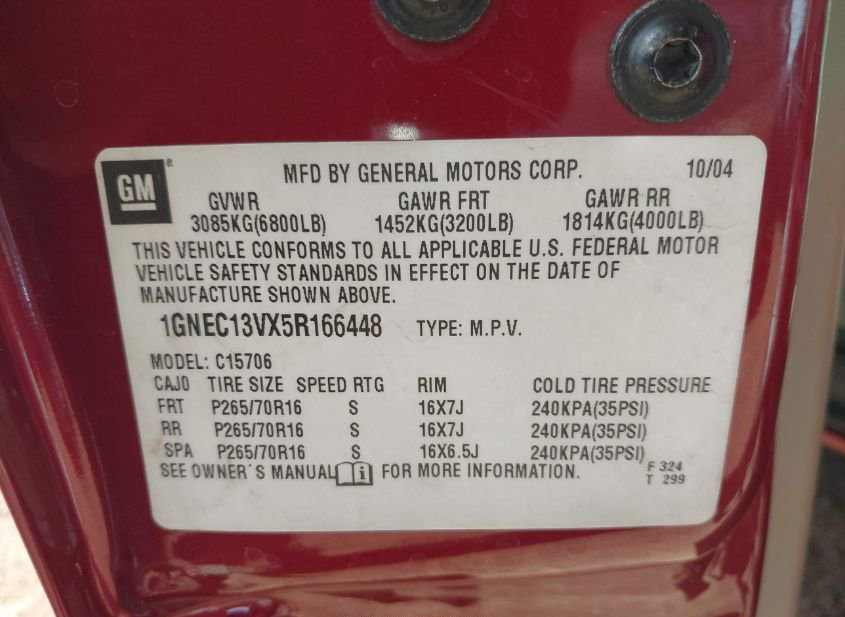 GM ®
MFD BY GENERAL MOTORS CORP. 10/04
GVWR GAWR FRT GAWR RR
3085KG(6800LB) 1452KG(3200LB) 1814KG(4000LB)
THIS VEHICLE CONFORMS TO ALL APPLICABLE U.S. FEDERAL MOTOR
VEHICLE SAFETY STANDARDS IN EFFECT ON THE DATE OF
MANUFACTURE SHOWN ABOVE.
1GNEC13VX5R166448 TYPE: M.P.V.
MODEL: C15706
CAJO TIRE SIZE SPEED RTG RIM COLD TIRE PRESSURE
FRT P265/70R16 S 16X7J 240KPA(35PSI)
RR P265/70R16 S 16X7J 240KPA(35PSI)
SPA P265/70R16 S 16X6.5J 240KPA(35PSI)
SEE OWNER'S MANUAL FOR MORE INFORMATION. F 324
T 299